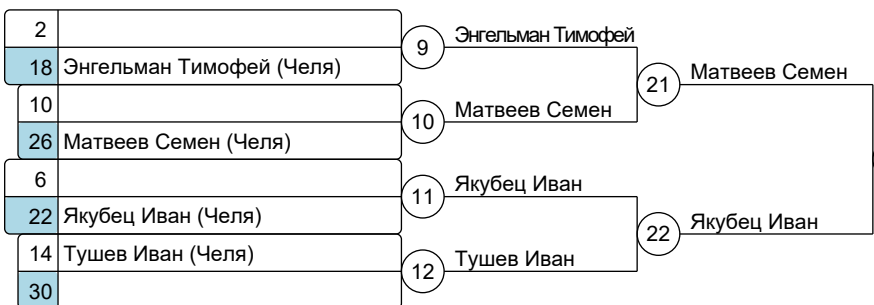 2
18 Энгельман Тимофей (Челя)
10
26 Матвеев Семен (Челя)
6
22 Якубец Иван (Челя)
14 Тушев Иван (Челя)
30
9 Энгельман Тимофей
10 Матвеев Семен
11 Якубец Иван
12 Тушев Иван
21 Матвеев Семен
22 Якубец Иван